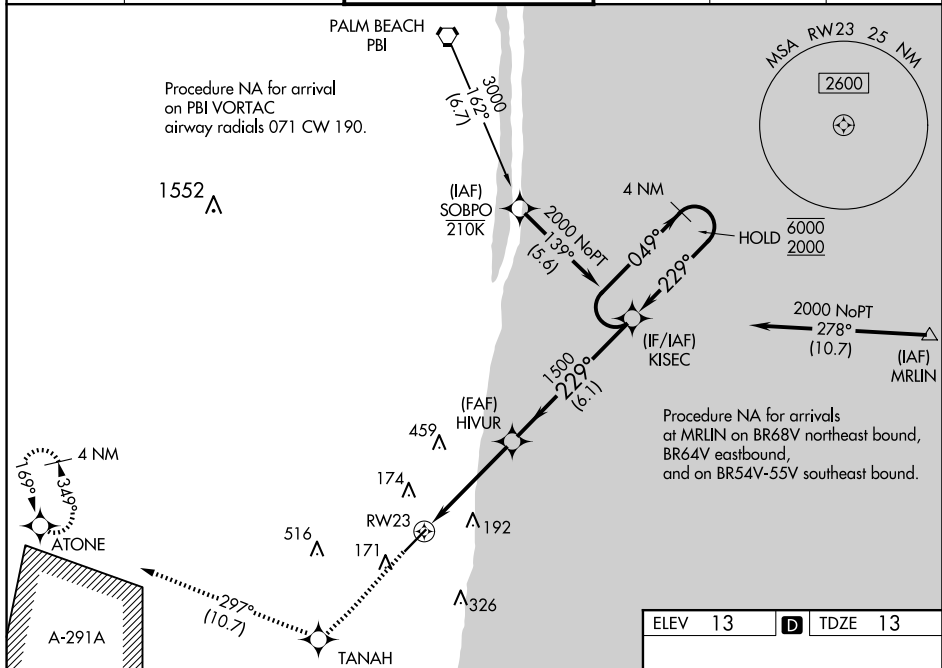 PALM BEACH
PBI
Procedure NA for arrival
on PBI VORTAC
airway radials 071 CW 190.
3000
162°
(6.7)
MSA RW23 25 NM
2600
1552
(IAF)
SOBPO
210K
2000 NoPT
139°
(5.6)
4 NM
049°
229°
HOLD
6000
2000
(IF/IAF)
KISEC
2000 NoPT
278°
(10.7)
(IAF)
MRLIN
1500
229°
(6.1)
(FAF)
HIVUR
Procedure NA for arrivals
at MRLIN on BR68V northeast bound,
BR64V eastbound,
and on BR54V-55V southeast bound.
459
174
RW23
192
516
171
326
4 NM
169°
349°
ATONE
A-291A
297°
(10.7)
TANAH
ELEV 13 D TDZE 13